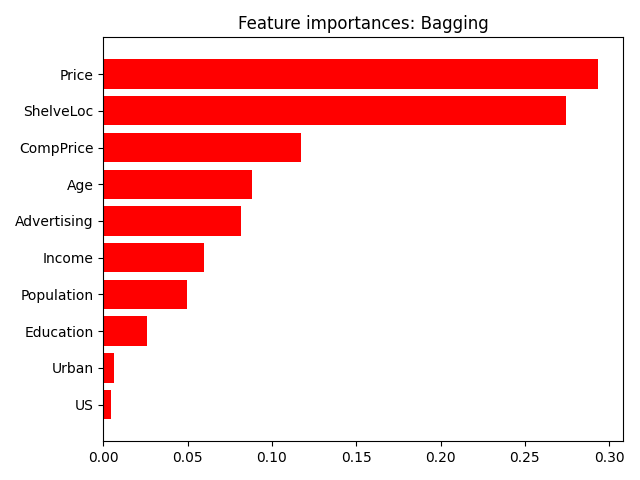 Feature importances: Bagging
Price
ShelveLoc
CompPrice
Age
Advertising
Income
Population
Education
Urban
US
0.00 0.05 0.10 0.15 0.20 0.25 0.30